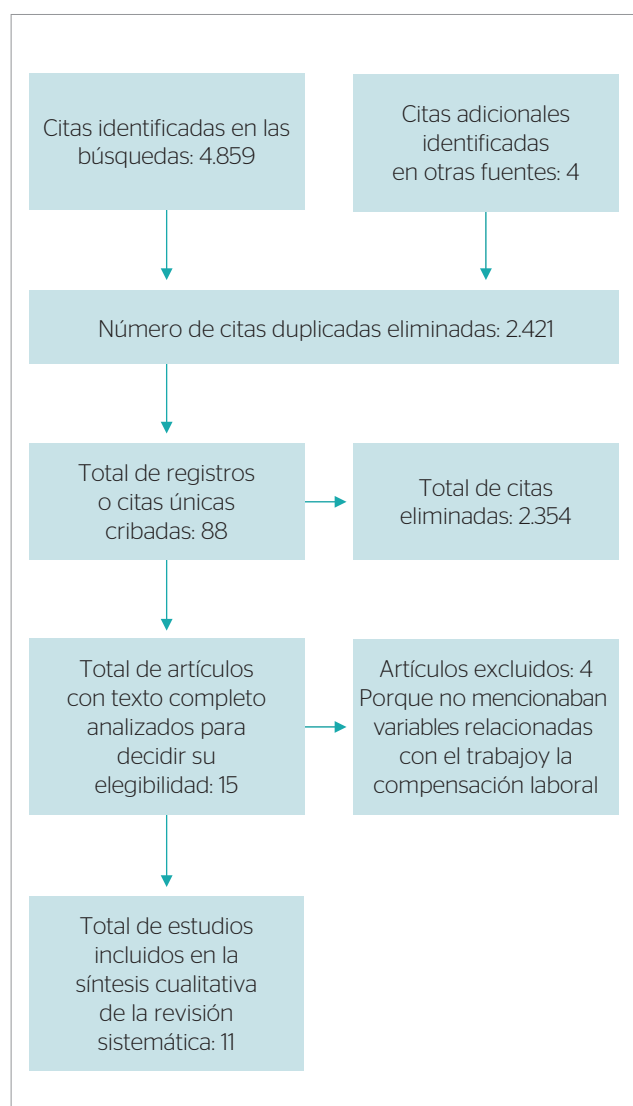 Citas identificadas en las
búsquedas: 4.859
Citas adicionales
identificadas
en otras fuentes: 4
Número de citas duplicadas eliminadas: 2.421
Total de registros
o citas únicas
cribadas: 88
Total de citas
eliminadas: 2.354
Total de artículos
con texto completo
analizados para
decidir su
elegibilidad: 15
Artículos excluidos: 4
Porque no mencionaban
variables relacionadas
con el trabajoy la
compensación laboral
Total de estudios
incluidos en la
síntesis cualitativa
de la revisión
sistemática: 11